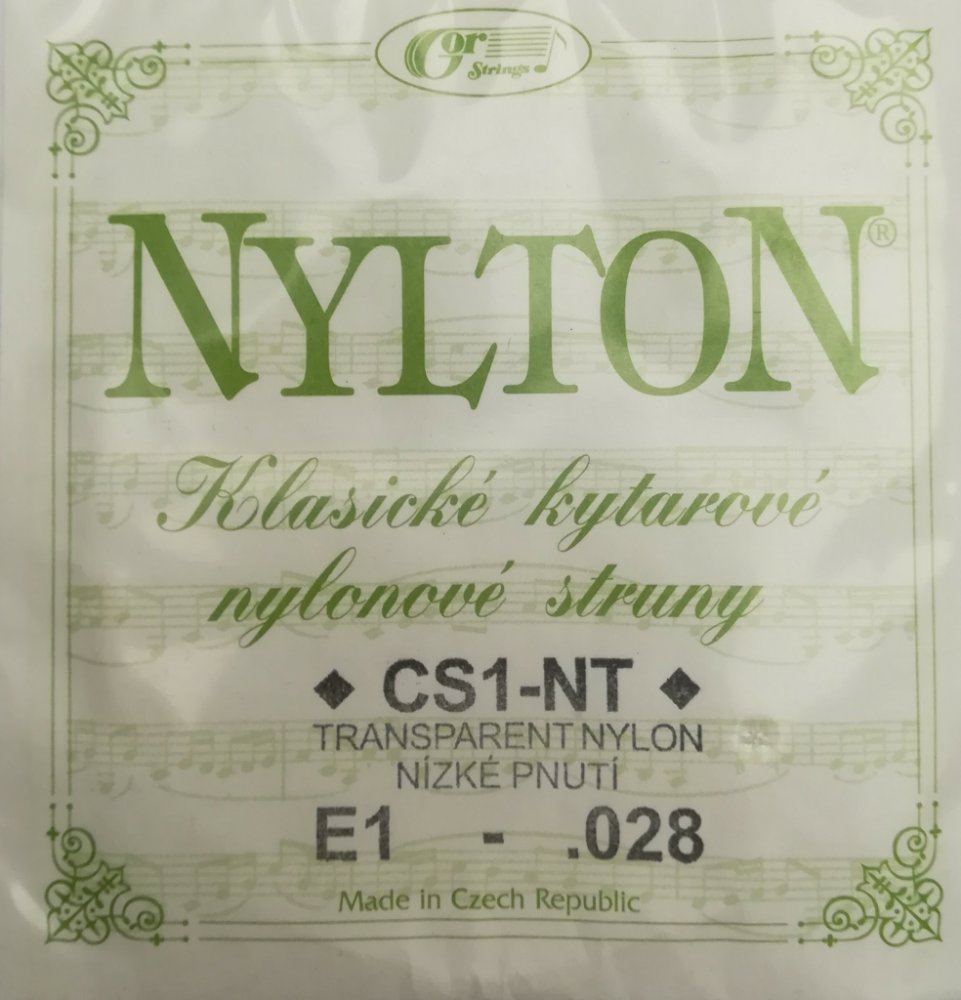 Gor
Strings
NYLTON®
Klasické kytarové
nylonové struny
◆ CS1-NT ◆
TRANSPARENT NYLON
NÍZKÉ PNUTÍ
E1 - .028
Made in Czech Republic